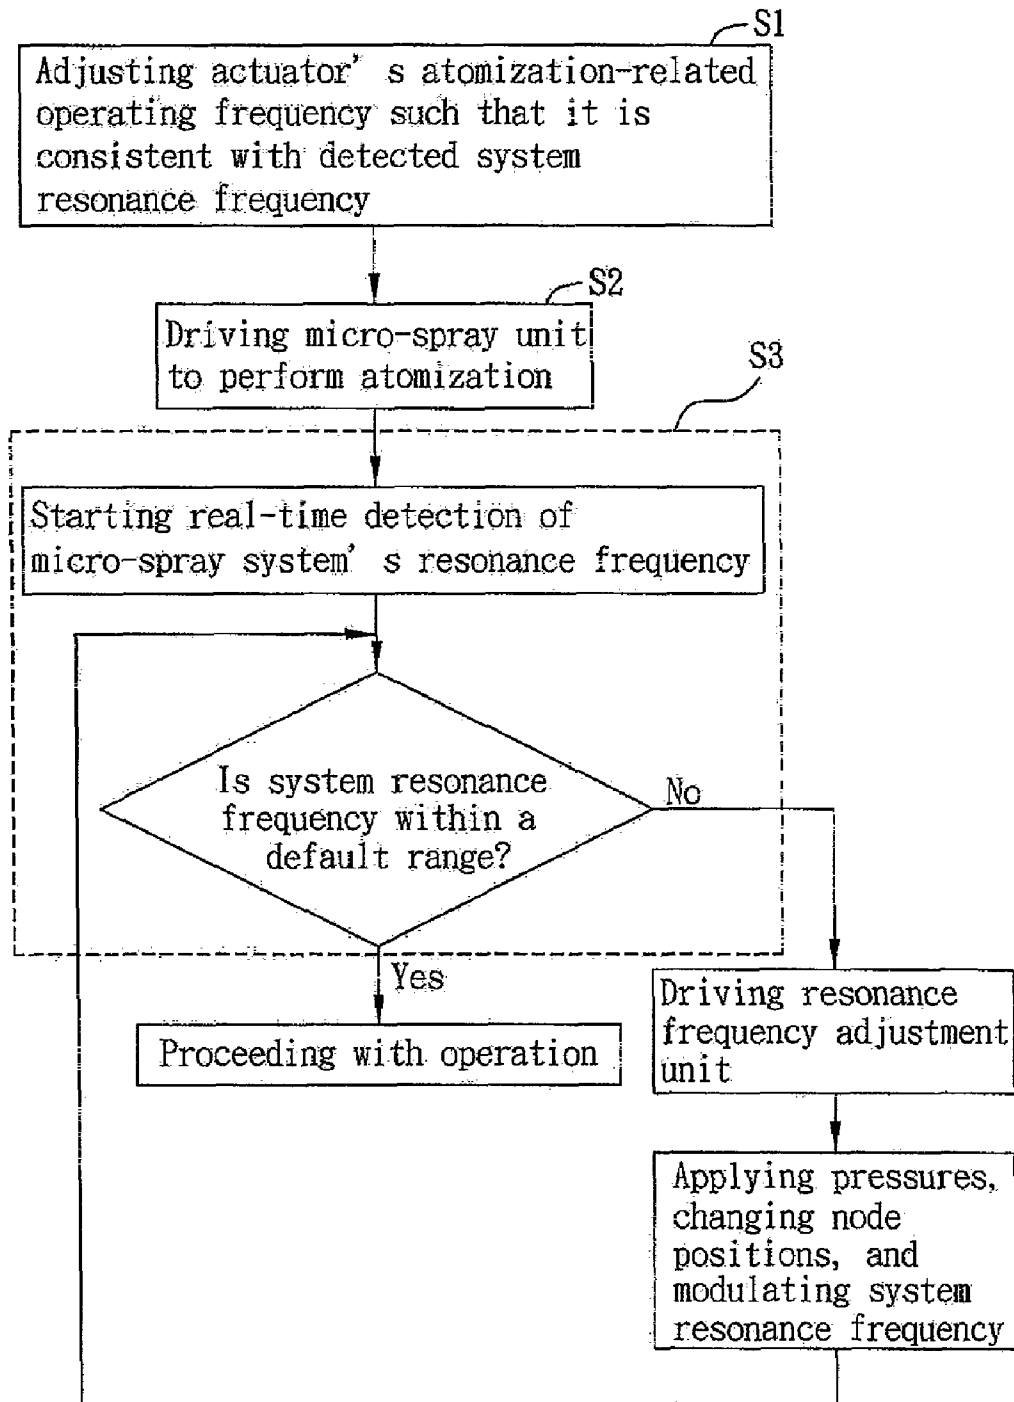 S1
Adjusting actuator's atomization-related
operating frequency such that it is
consistent with detected system
resonance frequency
S2
Driving micro-spray unit
to perform atomization
S3
Starting real-time detection of
micro-spray system's resonance frequency
Is system resonance
frequency within a
default range?
No
Yes
Proceeding with operation
Driving resonance
frequency adjustment
unit
Applying pressures,
changing node
positions, and
modulating system
resonance frequency